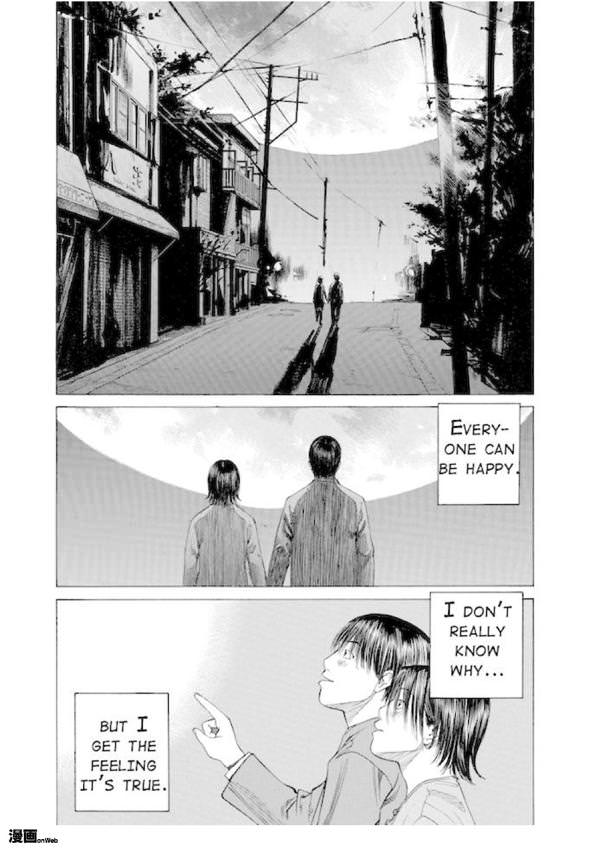 EVERY-
ONE CAN
BE HAPPY.
I DON'T
REALLY
KNOW
WHY...
BUT I
GET THE
FEELING
IT'S TRUE.
漫画onWeb